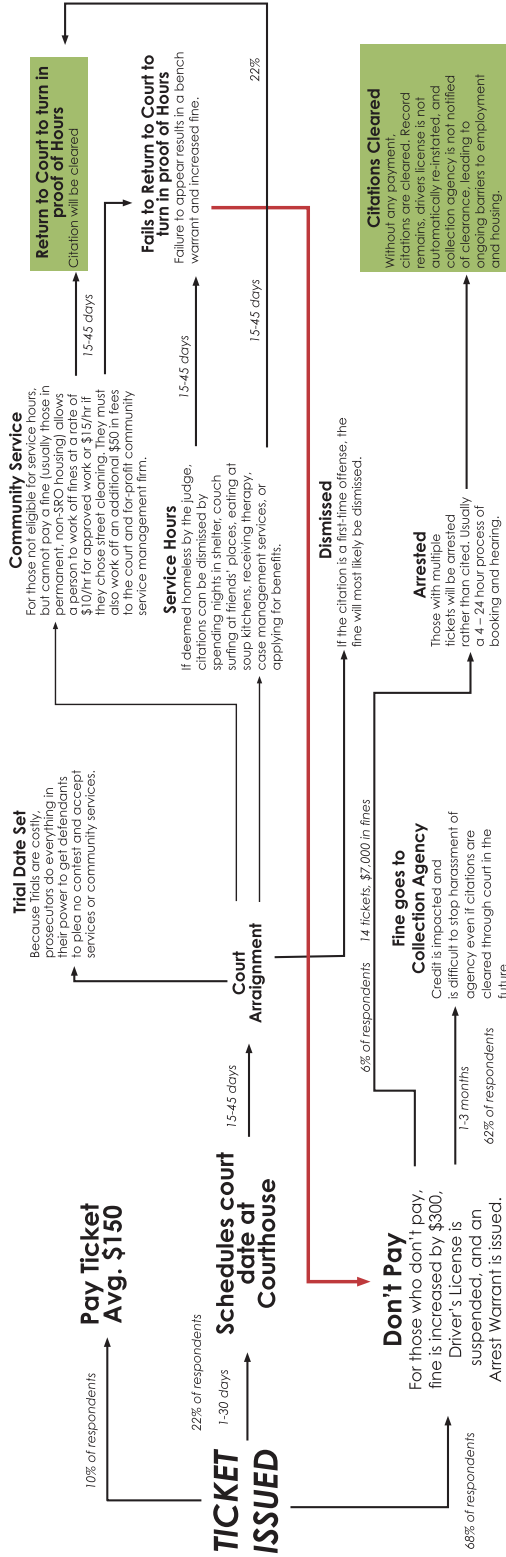 TICKET
ISSUED
10% of respondents
Pay Ticket
Avg. $150
22% of respondents
1-30 days
Schedules court
date at
Courthouse
15-45 days
Court
Arraignment
Trial Date Set
Because Trials are costly,
prosecutors do everything in
their power to get defendants
to plea no contest and accept
services or community services.
Community Service
For those not eligible for service hours,
but cannot pay a fine (usually those in
permanent, non-SRO housing) allows
a person to work off fines at a rate of
$10/hr for approved work or $15/hr if
they chose street cleaning. They must
also work off an additional $50 in fees
to the court and for-profit community
service management firm.
15-45 days
Return to Court to turn in
proof of Hours
Citation will be cleared
Service Hours
If deemed homeless by the judge,
citations can be dismissed by
spending nights in shelter, couch
surfing at friends' places, eating at
soup kitchens, receiving therapy,
case management services, or
applying for benefits.
15-45 days
Fails to Return to Court to
turn in proof of Hours
Failure to appear results in a bench
warrant and increased fine.
15-45 days
22%
Dismissed
If the citation is a first-time offense, the
fine will most likely be dismissed.
68% of respondents
Don't Pay
For those who don't pay,
fine is increased by $300,
Driver's License is
suspended, and an
Arrest Warrant is issued.
6% of respondents
14 tickets, $7,000 in fines
1-3 months
62% of respondents
Fine goes to
Collection Agency
Credit is impacted and
is difficult to stop harassment of
agency even if citations are
cleared through court in the
future
Arrested
Those with multiple
tickets will be arrested
rather than cited. Usually
a 4 – 24 hour process of
booking and hearing.
Citations Cleared
Without any payment,
citations are cleared. Record
remains, drivers license is not
automatically re-instated, and
collection agency is not notified
of clearance, leading to
ongoing barriers to employment
and housing.